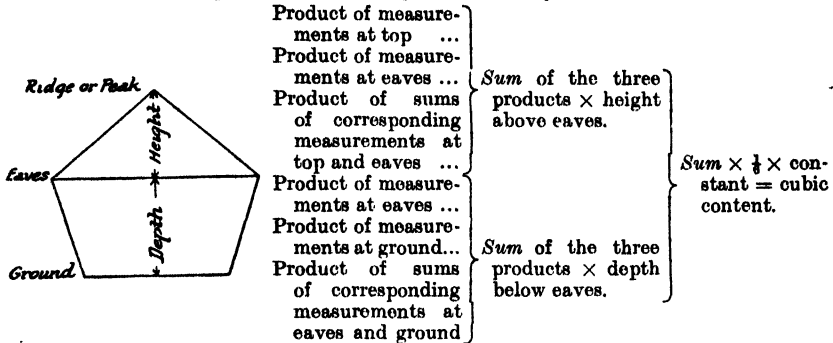 Ridge or Peak
Height
Eaves
Depth
Ground
Product of measure-
ments at top ...
Product of measure-
ments at eaves ...
Product of sums
of corresponding
measurements at
top and eaves ...
Product of measure-
ments at eaves ...
Product of measure-
ments at ground...
Product of sums
of corresponding
measurements at
eaves and ground
Sum of the three
products × height
above eaves.
Sum of the three
products × depth
below eaves.
Sum × ⅙ × con-
stant = cubic
content.